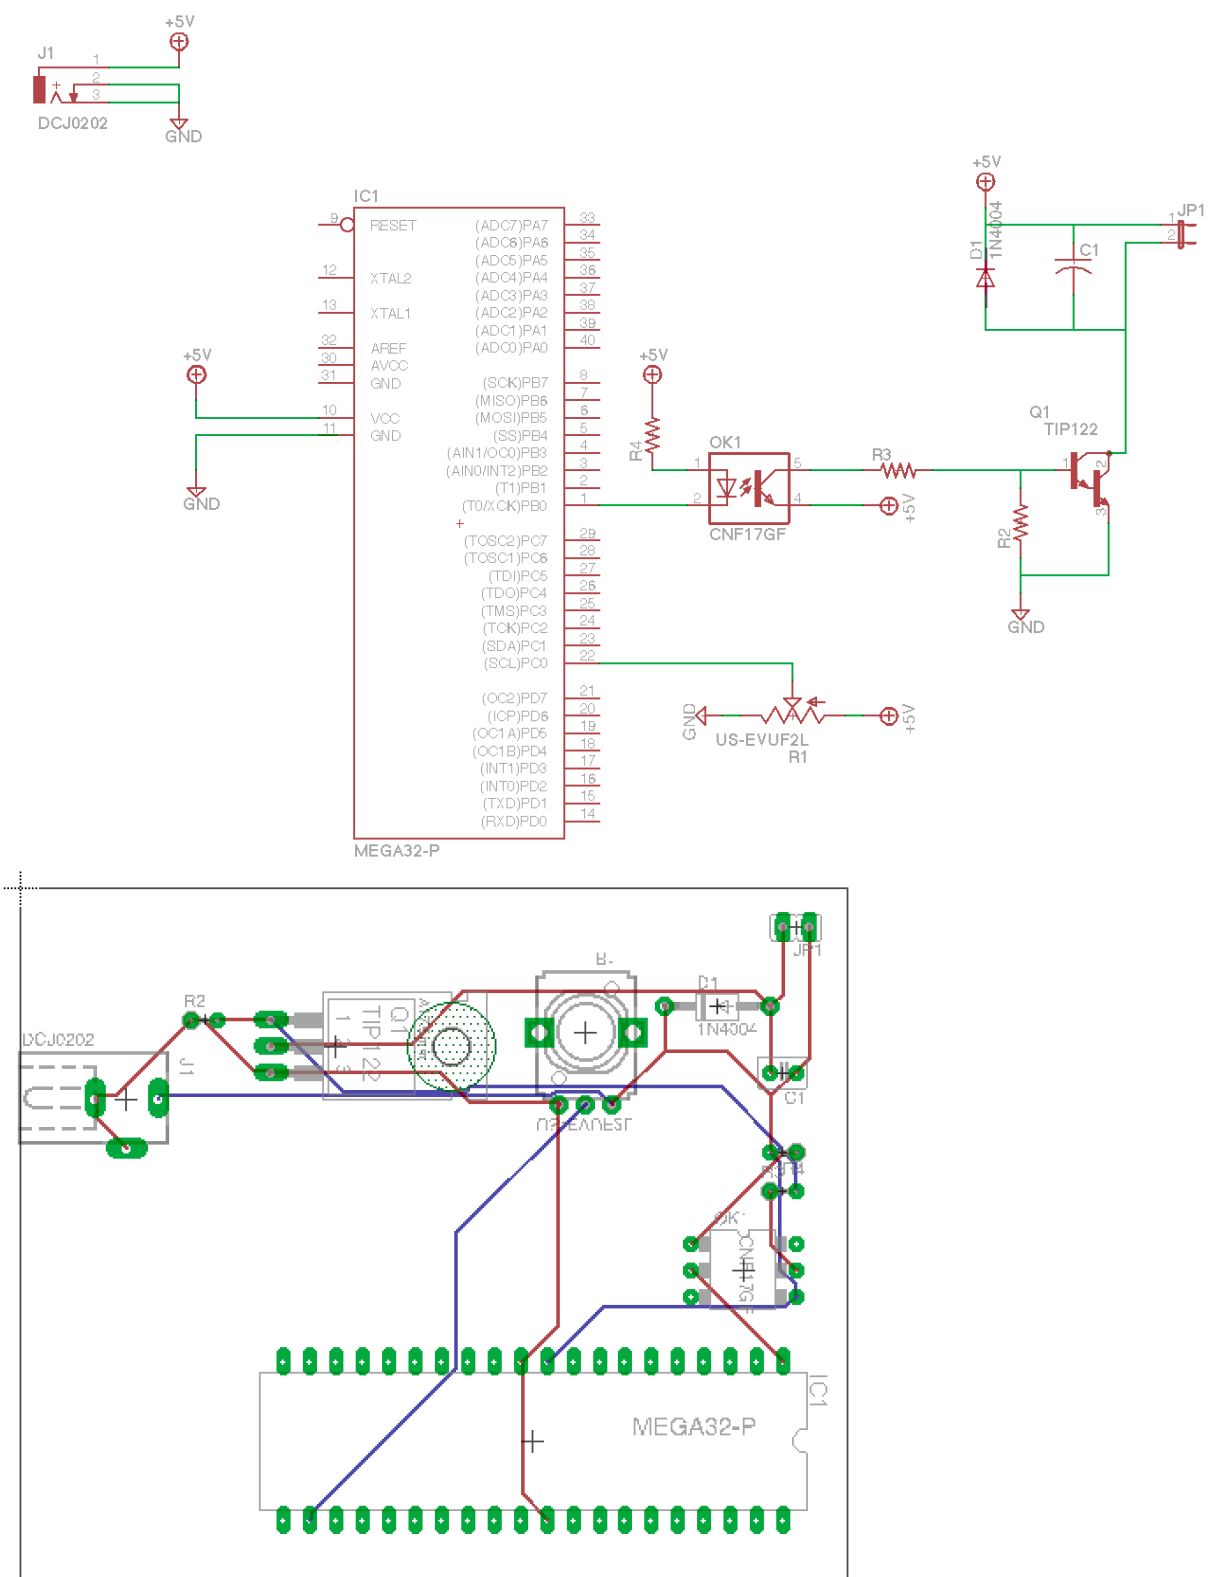 +5V
J1
1
2
3
DCJ0202
GND
+5V
JP1
1
2
D1
1N4004
C1
IC1
9 RESET
12 XTAL2
13 XTAL1
32 AREF
30 AVCC
31 GND
10 VCC
11 GND
+5V
GND
(ADC7)PA7 33
(ADC6)PA6 34
(ADC5)PA5 35
(ADC4)PA4 36
(ADC3)PA3 37
(ADC2)PA2 38
(ADC1)PA1 39
(ADC0)PA0 40
(SCK)PB7 8
(MISO)PB6 7
(MOSI)PB5 6
(SS)PB4 5
(AIN1/OC0)PB3 4
(AIN0/INT2)PB2 3
(T1)PB1 2
(T0/XCK)PB0 1
(TOSC2)PC7 29
(TOSC1)PC6 28
(TDI)PC5 27
(TDO)PC4 26
(TMS)PC3 25
(TCK)PC2 24
(SDA)PC1 23
(SCL)PC0 22
(OC2)PD7 21
(ICP)PD6 20
(OC1A)PD5 19
(OC1B)PD4 18
(INT1)PD3 17
(INT0)PD2 16
(TXD)PD1 15
(RXD)PD0 14
MEGA32-P
+5V
R4
OK1
1
2
5
4
CNF17GF
R3
+5V
Q1
TIP122
1
2
3
R2
GND
GND
+5V
US-EVUF2L
R1
JP1
D1
1N4004
C1
R2
Q1
TIP122
1
2
3
DCJ0202
J1
CNF17GF
IC1
MEGA32-P